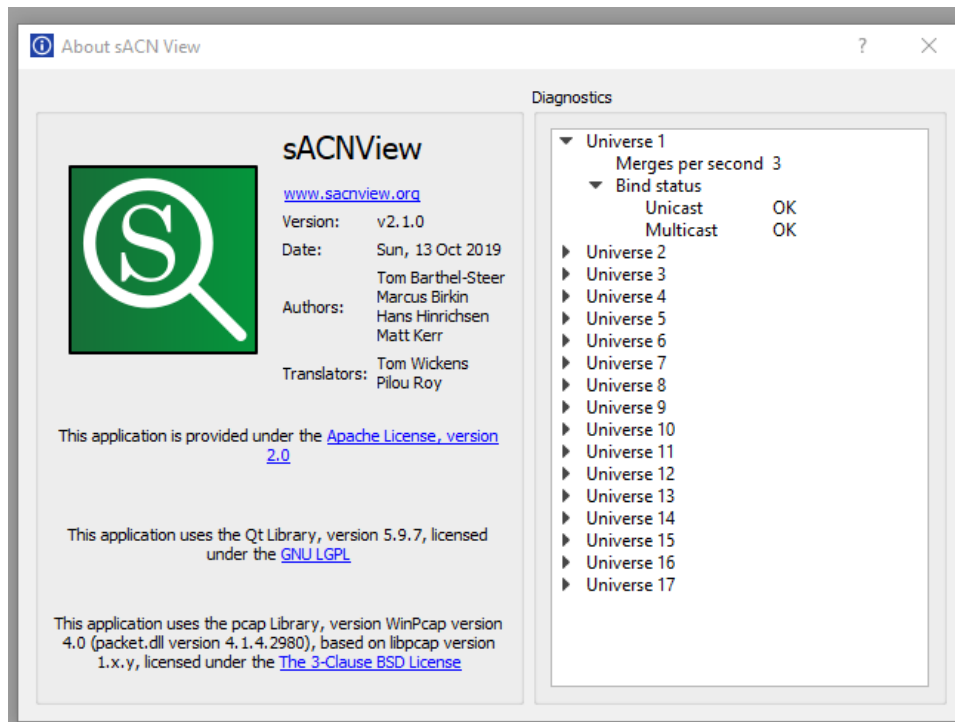 About sACN View
?
Diagnostics
sACNView
www.sacnview.org
Version: v2.1.0
Date: Sun, 13 Oct 2019
Authors:
Tom Barthel-Steer
Marcus Birkin
Hans Hinrichsen
Matt Kerr
Translators:
Tom Wickens
Pilou Roy
This application is provided under the Apache License, version
2.0
This application uses the Qt Library, version 5.9.7, licensed
under the GNU LGPL
This application uses the pcap Library, version WinPcap version
4.0 (packet.dll version 4.1.4.2980), based on libpcap version
1.x.y, licensed under the The 3-Clause BSD License
Universe 1
Merges per second 3
Bind status
Unicast OK
Multicast OK
Universe 2
Universe 3
Universe 4
Universe 5
Universe 6
Universe 7
Universe 8
Universe 9
Universe 10
Universe 11
Universe 12
Universe 13
Universe 14
Universe 15
Universe 16
Universe 17